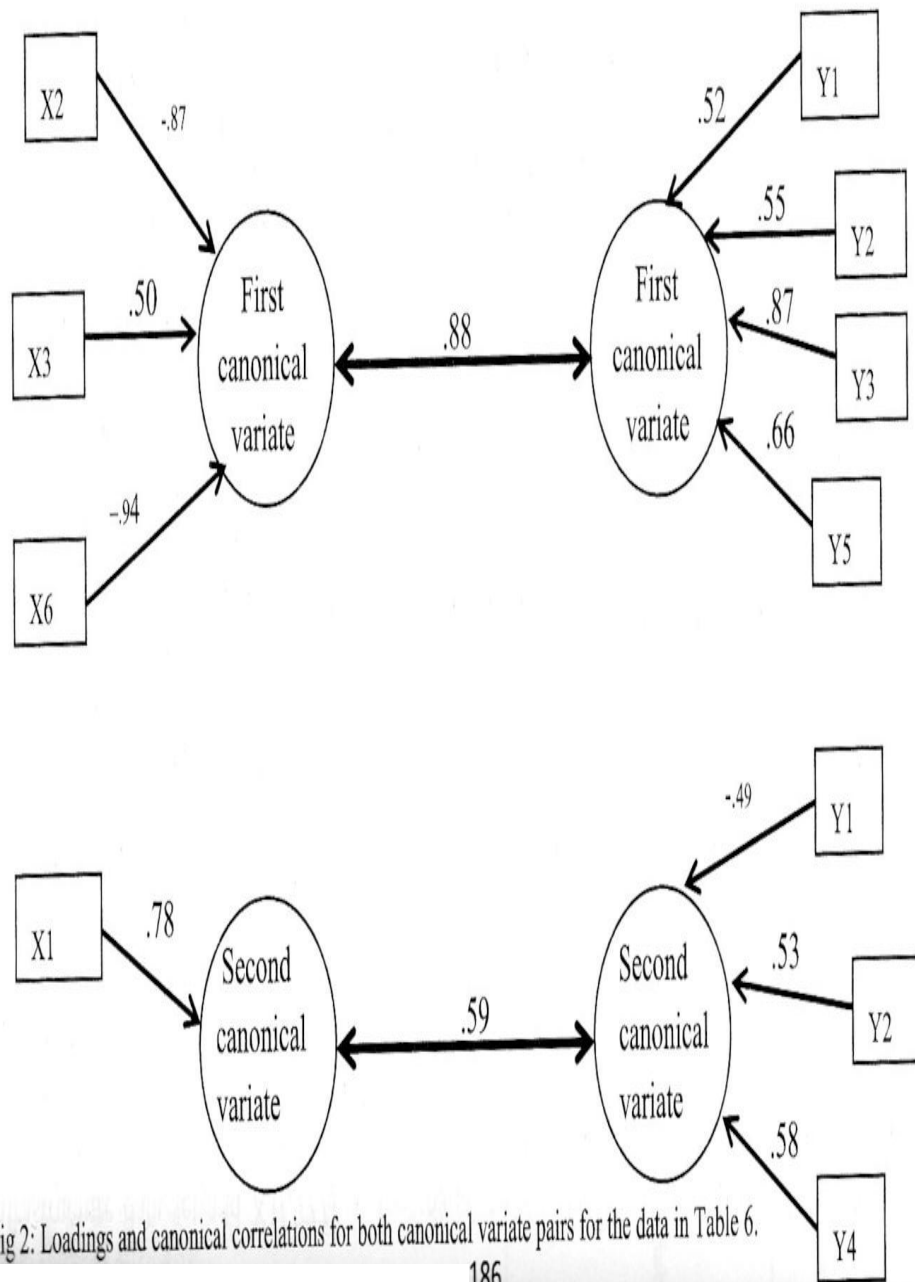 X2
-.87
X3
.50
X6
-.94
First
canonical
variate
.88
First
canonical
variate
Y1
.52
Y2
.55
Y3
.87
Y5
.66
X1
.78
Second
canonical
variate
.59
Second
canonical
variate
Y1
-.49
Y2
.53
Y4
.58
ig 2: Loadings and canonical correlations for both canonical variate pairs for the data in Table 6.
186